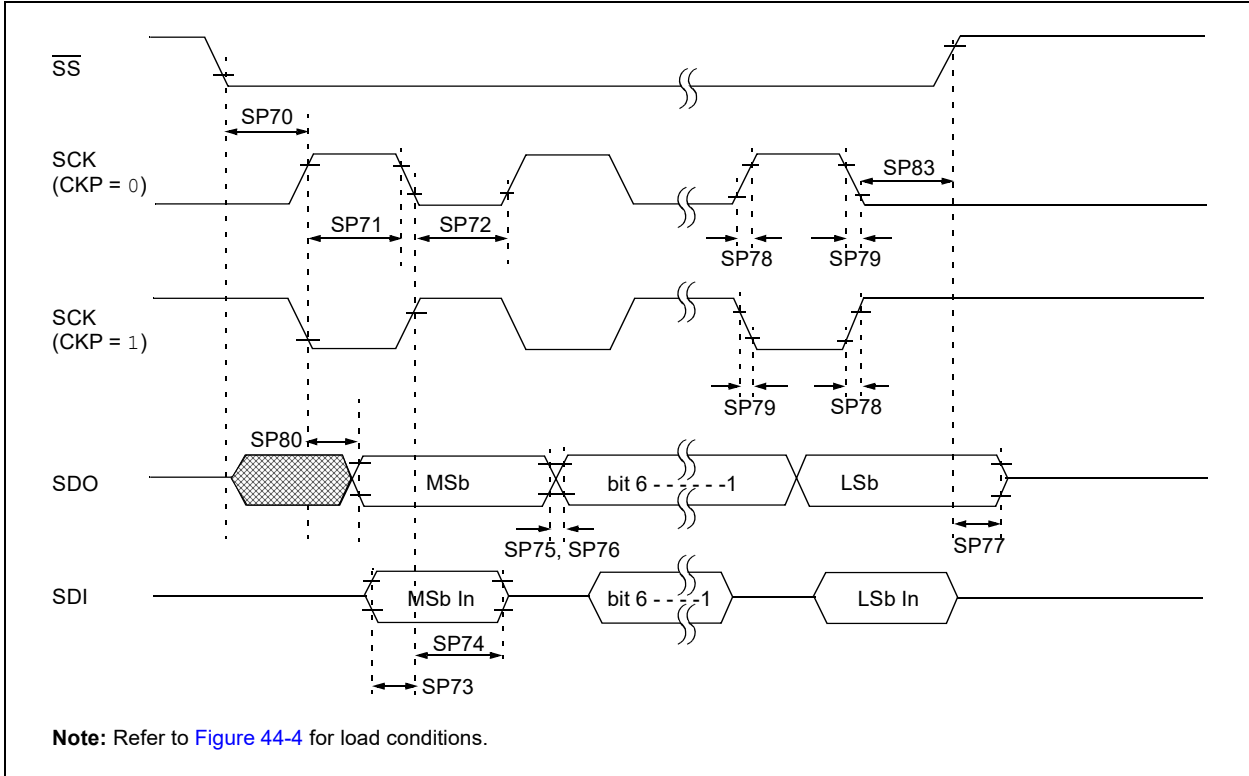 SS
SP70
SCK
(CKP = 0)
SP83
SP71
SP72
SP78
SP79
SCK
(CKP = 1)
SP79
SP78
SP80
SDO
MSb
bit 6 - - - - - -1
LSb
SP75, SP76
SP77
SDI
MSb In
bit 6 - - - -1
LSb In
SP74
SP73
Note: Refer to Figure 44-4 for load conditions.